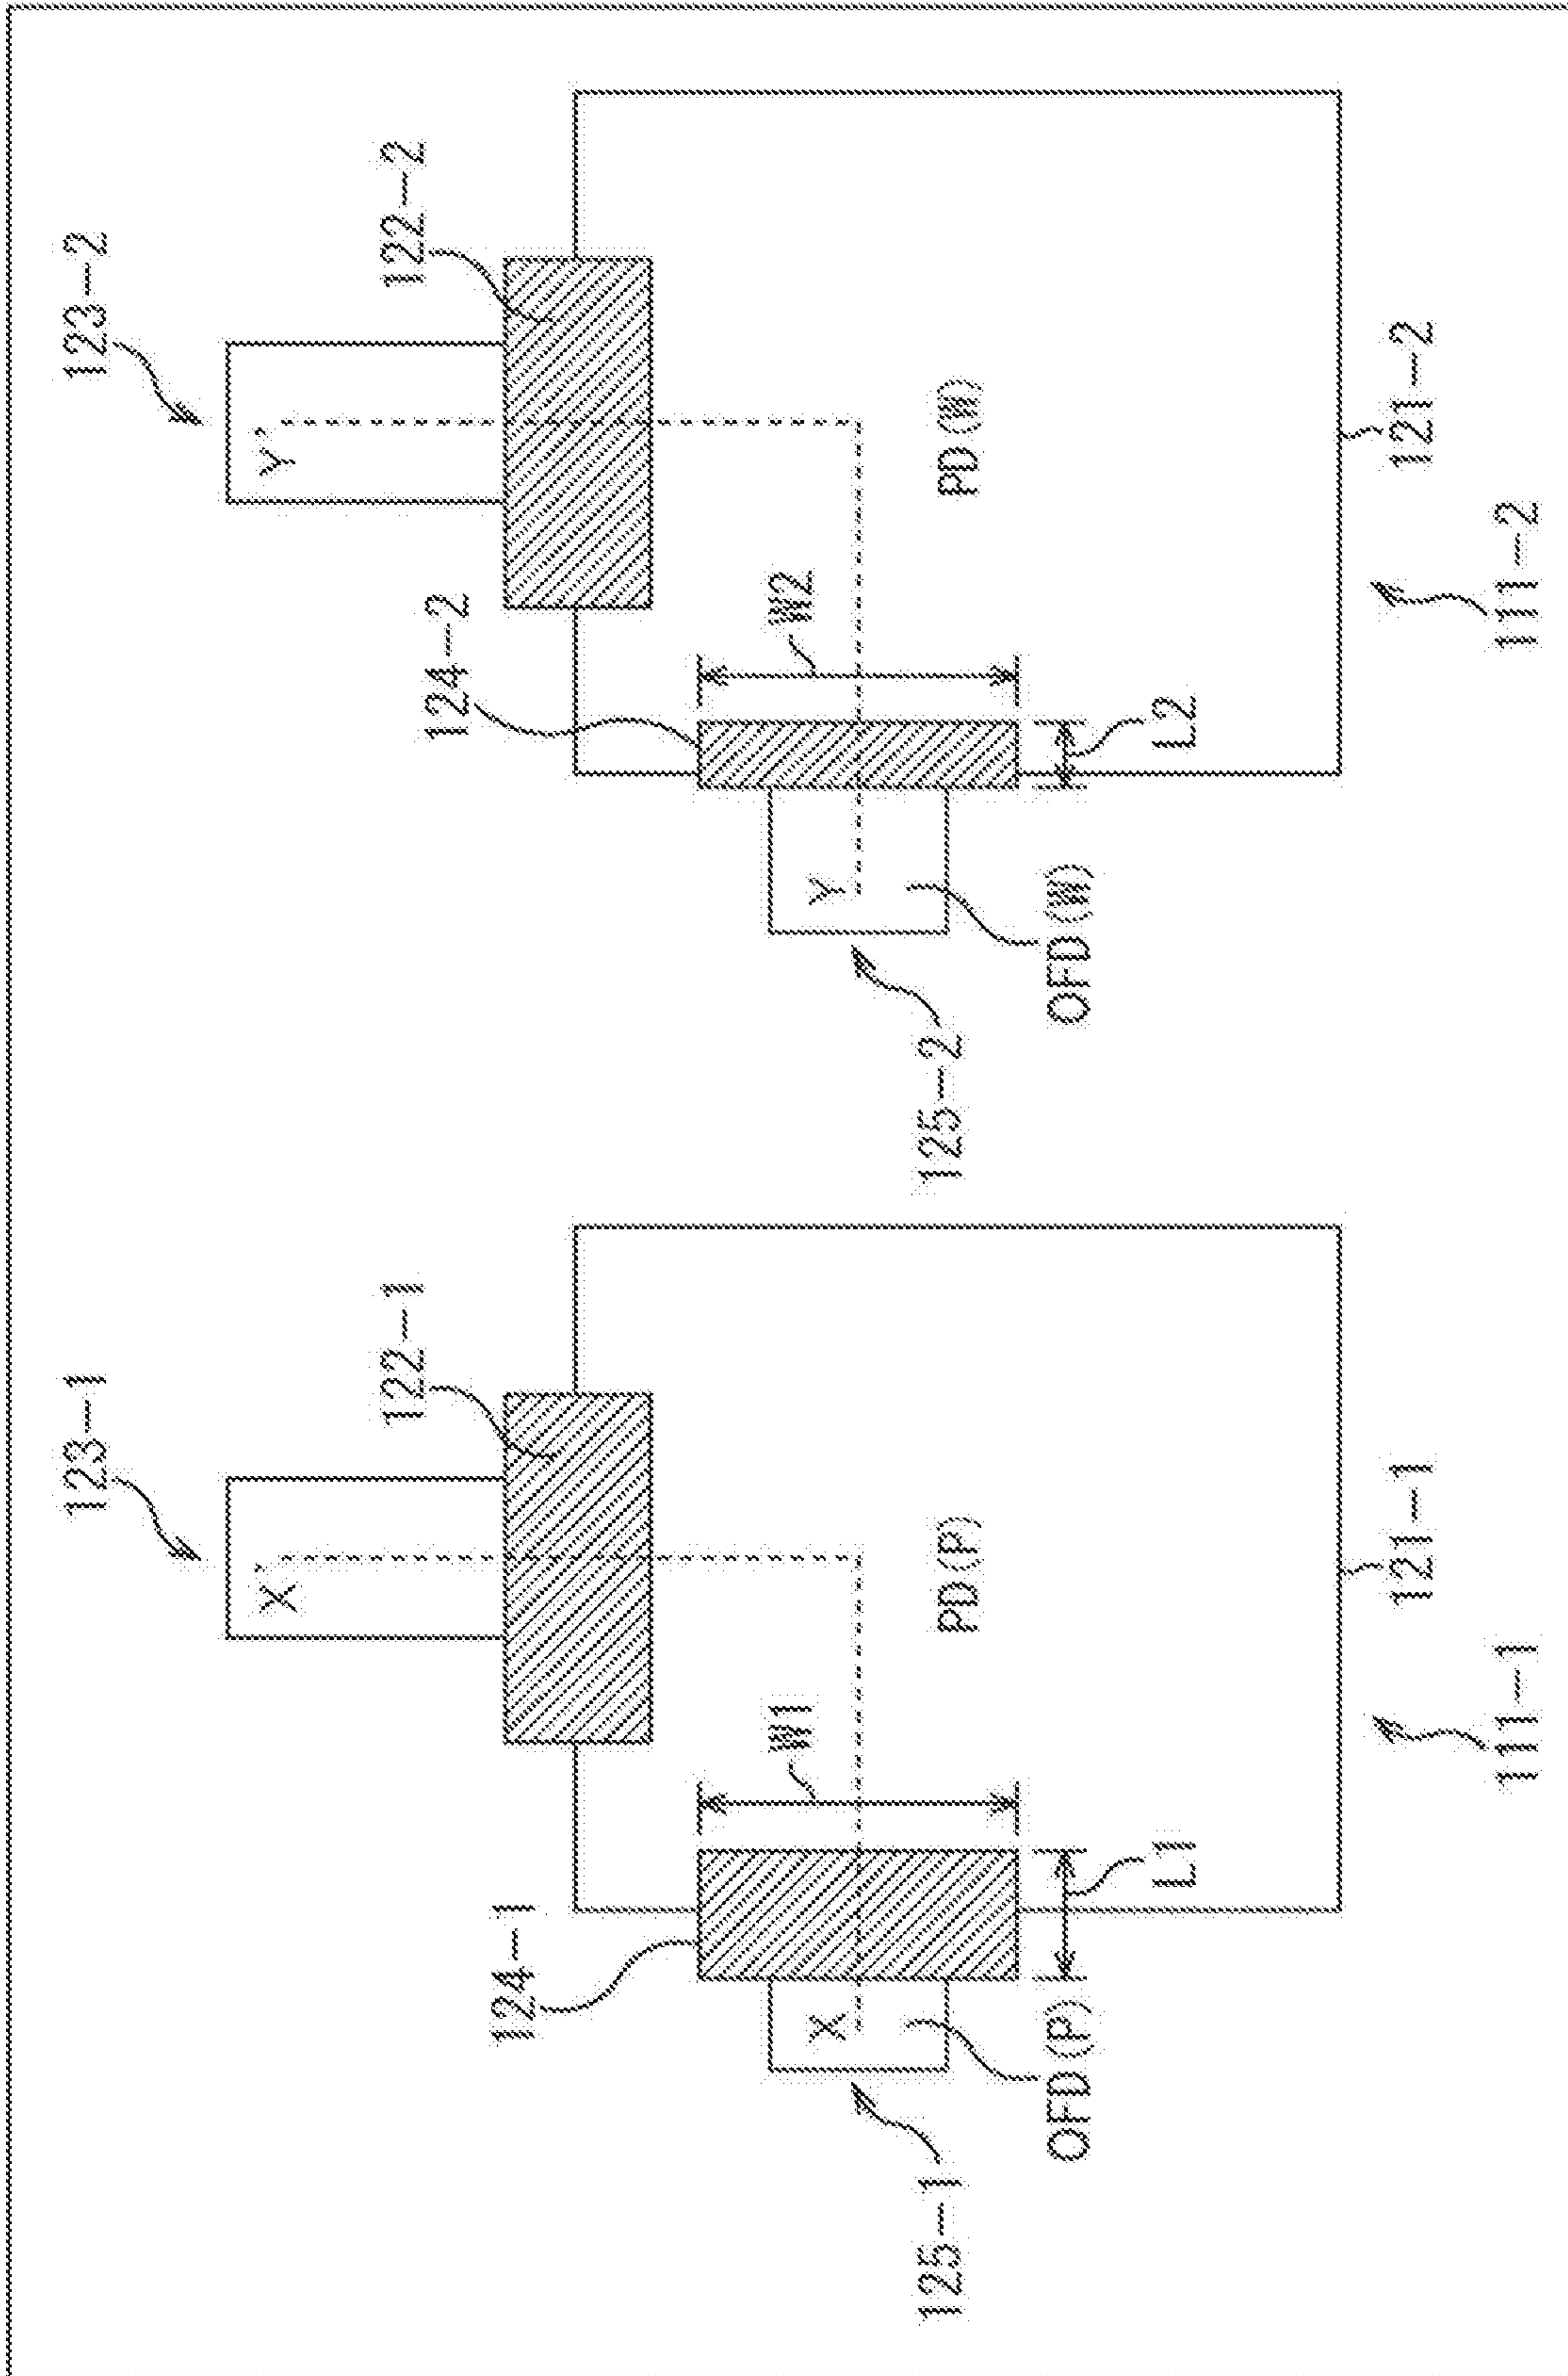 123-1
122-1
X'
124-1
W1
X
PD(P)
125-1
OFD(P)
L1
121-1
111-1
123-2
122-2
Y'
124-2
W2
Y
PD(W)
125-2
OFD(W)
L2
121-2
111-2